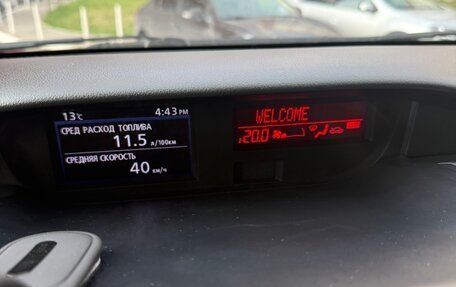 13°C 4:43 PM
СРЕД РАСХОД ТОПЛИВА
11.5 л/100км
СРЕДНЯЯ СКОРОСТЬ
40 км/ч
WELCOME
20.0